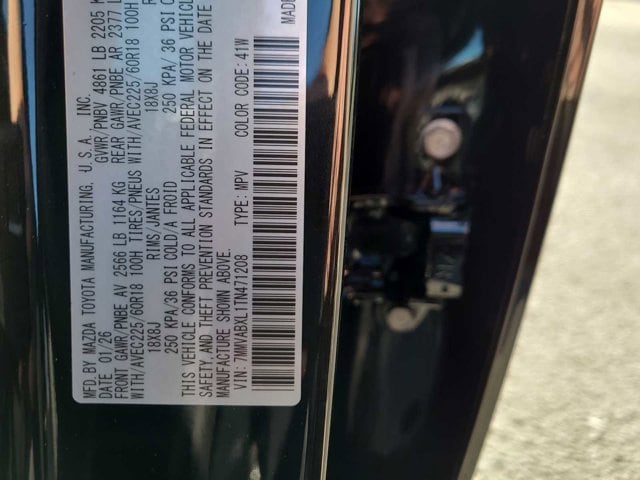 MFD.BY MAZDA TOYOTA MANUFACTURING, U.S.A. INC.
DATE 01/26 GVWR/PNBV 4861 LB 2205 K
FRONT GAWR/PNBE AV 2566 LB 1164 KG REAR GAWR/PNBE AR 2377 L
WITH/AVEC225/60R18 100H TIRES/PNEUS WITH/AVEC225/60R18 100H
18X8J RIMS/JANTES 18X8J R
250 KPA/36 PSI COLD/A FROID 250 KPA/ 36 PSI CO
THIS VEHICLE CONFORMS TO ALL APPLICABLE FEDERAL MOTOR VEHIC
SAFETY AND THEFT PREVENTION STANDARDS IN EFFECT ON THE DATE
MANUFACTURE SHOWN ABOVE.
VIN: 7MMVABXL1TN471208 TYPE: MPV COLOR CODE: 41W MADE